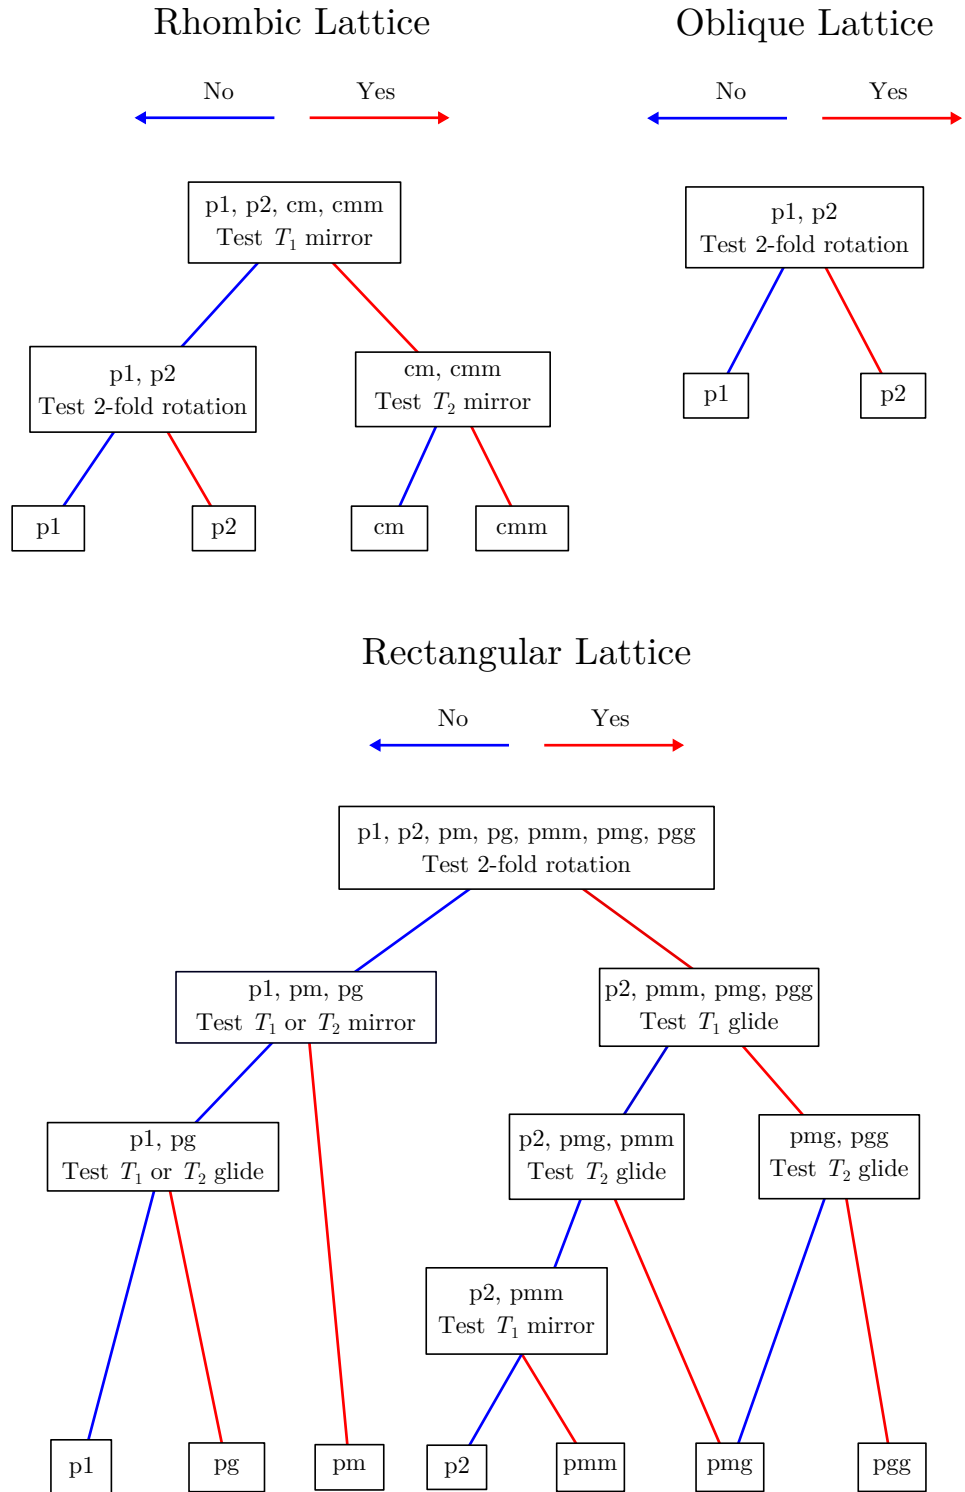 Rhombic Lattice
No
Yes
p1, p2, cm, cmm
Test T₁ mirror
p1, p2
Test 2-fold rotation
cm, cmm
Test T₂ mirror
p1
p2
cm
cmm
Oblique Lattice
No
Yes
p1, p2
Test 2-fold rotation
p1
p2
Rectangular Lattice
No
Yes
p1, p2, pm, pg, pmm, pmg, pgg
Test 2-fold rotation
p1, pm, pg
Test T₁ or T₂ mirror
p2, pmm, pmg, pgg
Test T₁ glide
p1, pg
Test T₁ or T₂ glide
p2, pmg, pmm
Test T₂ glide
pmg, pgg
Test T₂ glide
p2, pmm
Test T₁ mirror
p1
pg
pm
p2
pmm
pmg
pgg